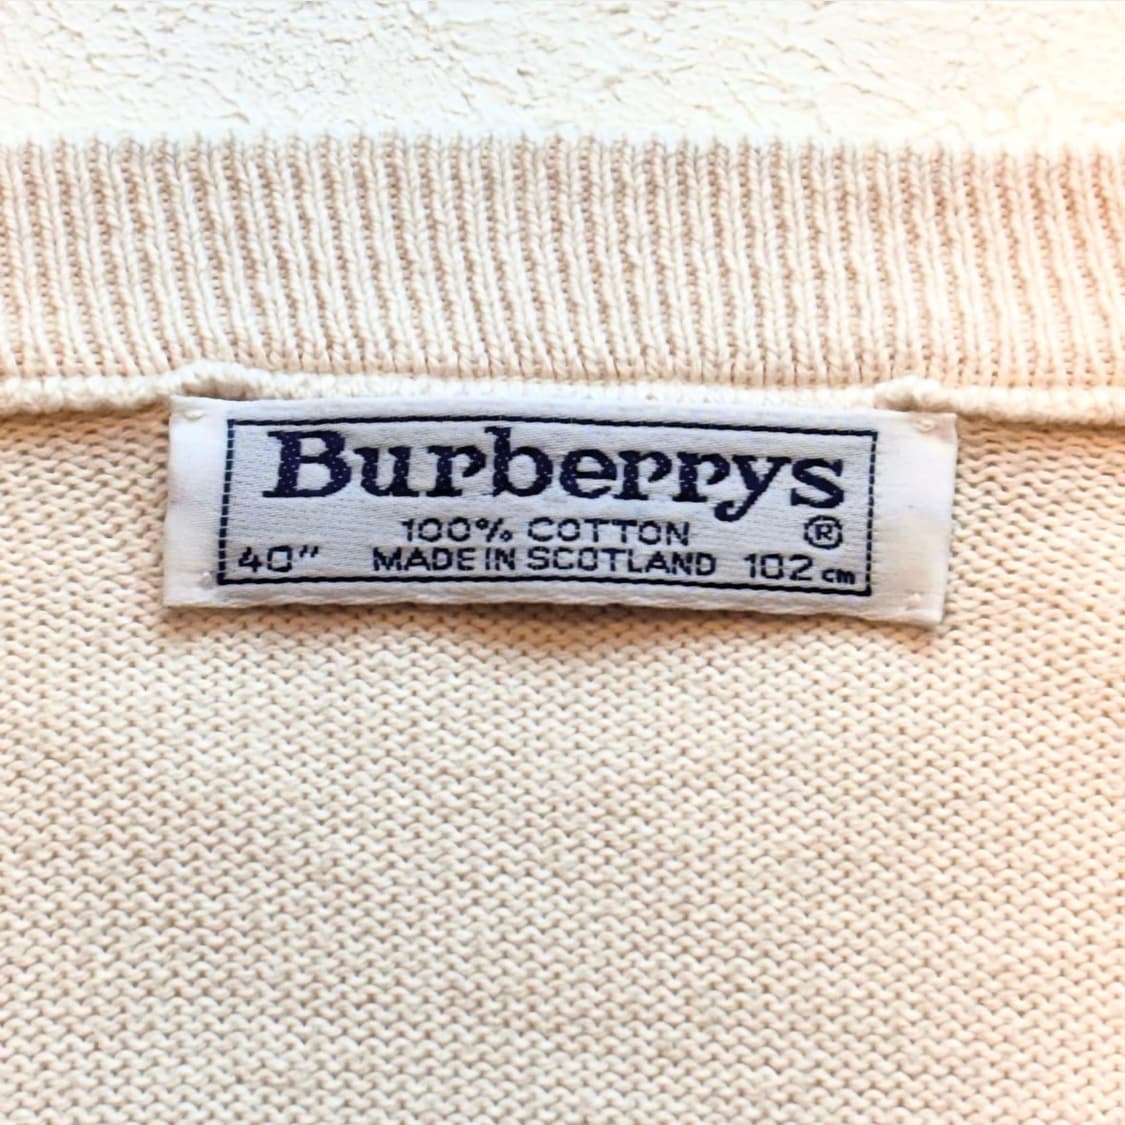 Burberrys
100% COTTON ®
40" MADE IN SCOTLAND 102 cm